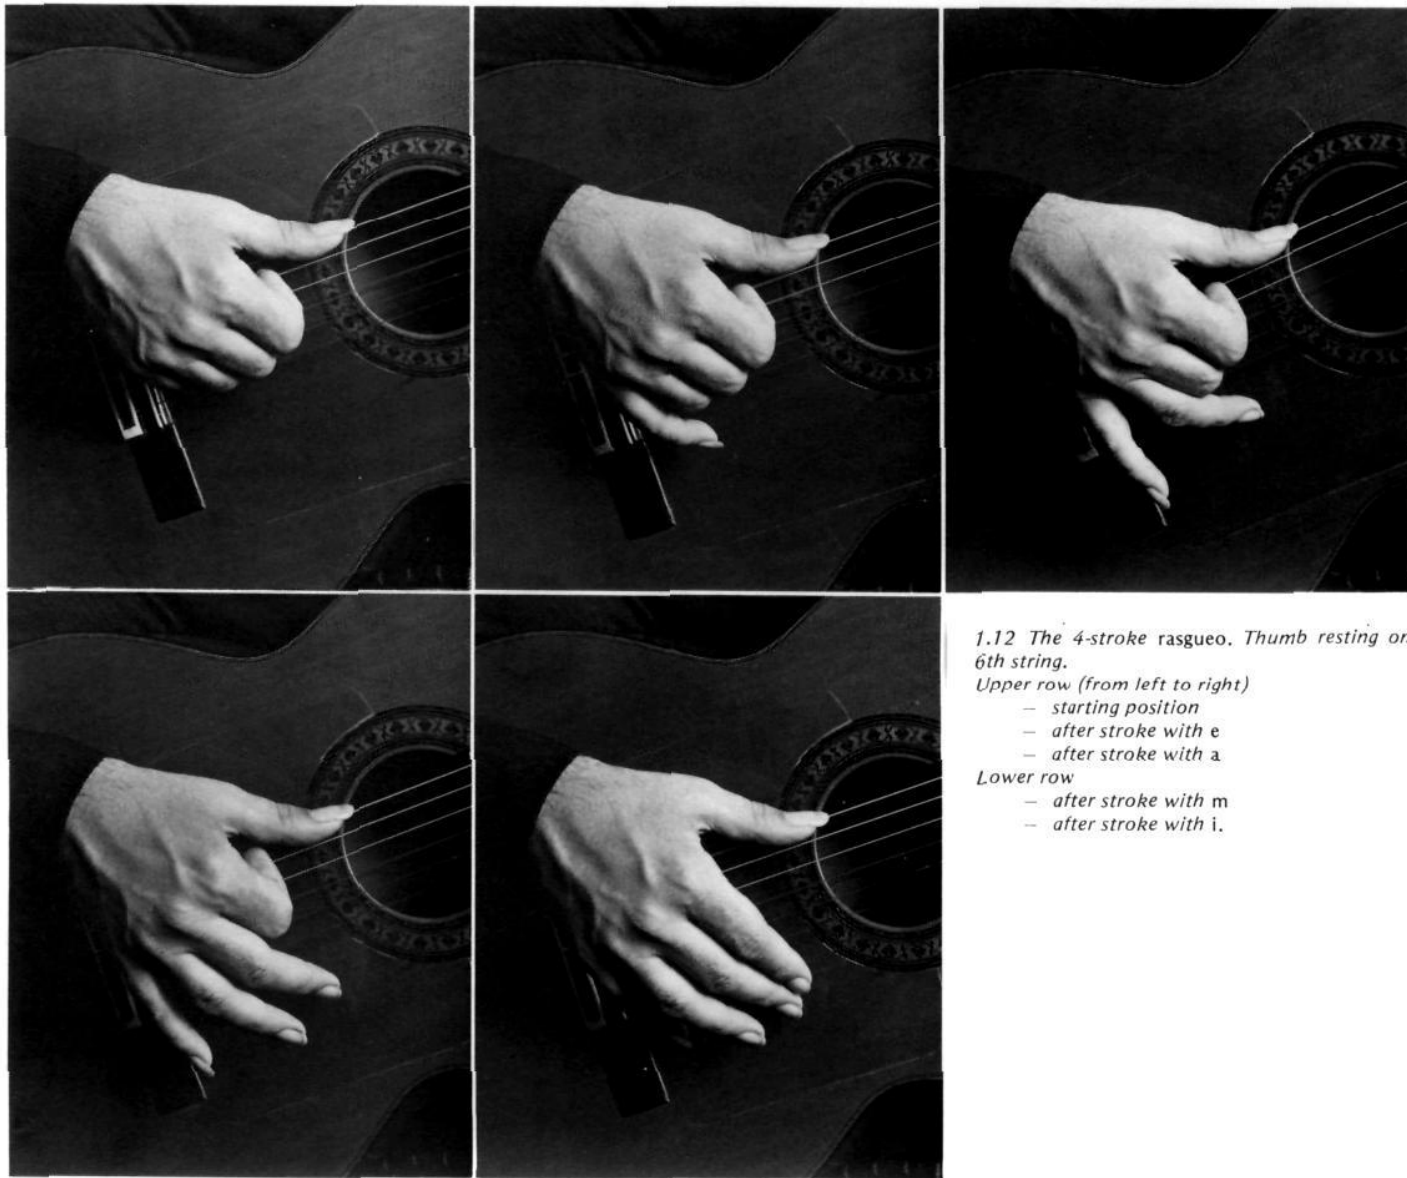 1.12 The 4-stroke rasgueo. Thumb resting on
6th string.
Upper row (from left to right)
— starting position
— after stroke with e
— after stroke with a
Lower row
— after stroke with m
— after stroke with i.